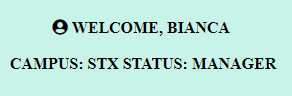 WELCOME, BIANCA
CAMPUS: STX STATUS: MANAGER